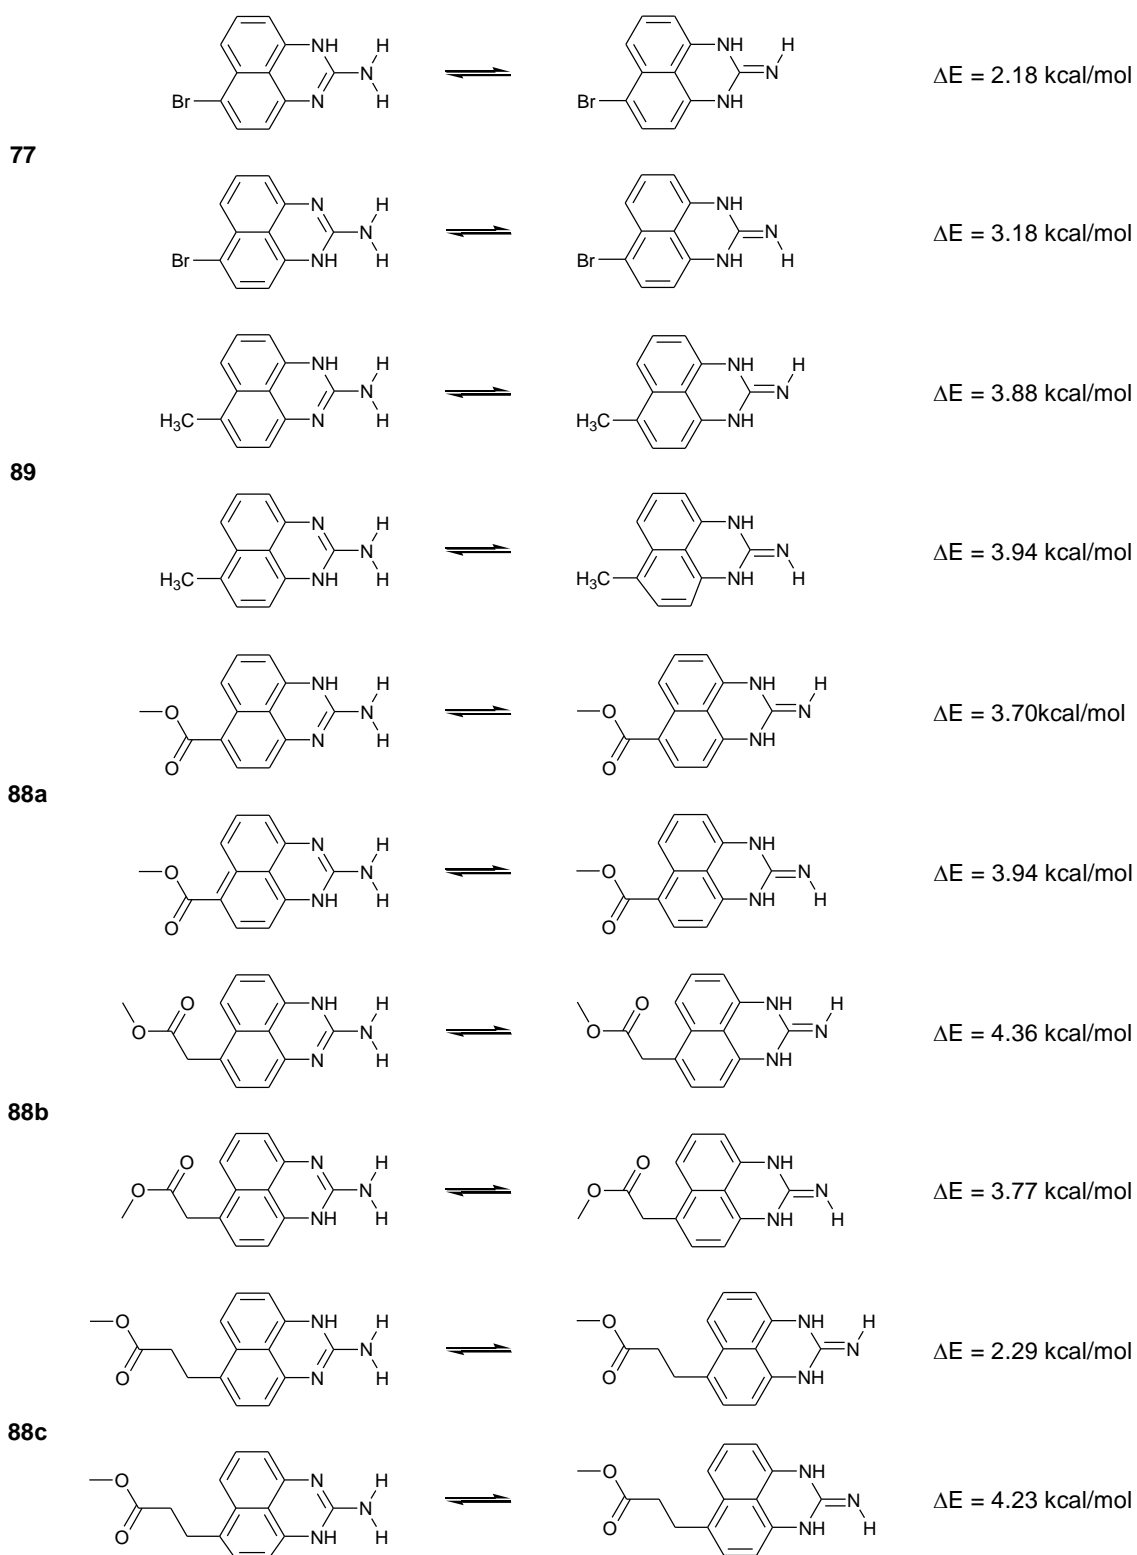 NH H N N H Br NH H N NH Br ΔE = 2.18 kcal/mol
77
N H N NH H Br NH N NH H Br ΔE = 3.18 kcal/mol
NH H N N H H3C NH H N NH H3C ΔE = 3.88 kcal/mol
89
N H N NH H H3C NH N NH H H3C ΔE = 3.94 kcal/mol
NH H N N H O O NH H N NH O O ΔE = 3.70kcal/mol
88a
N H N NH H O O NH N NH H O O ΔE = 3.94 kcal/mol
O O NH H N N H O O NH H N NH ΔE = 4.36 kcal/mol
88b
O O N H N NH H O O NH N NH H ΔE = 3.77 kcal/mol
O O NH H N N H O O NH H N NH ΔE = 2.29 kcal/mol
88c
O O N H N NH H O O NH N NH H ΔE = 4.23 kcal/mol